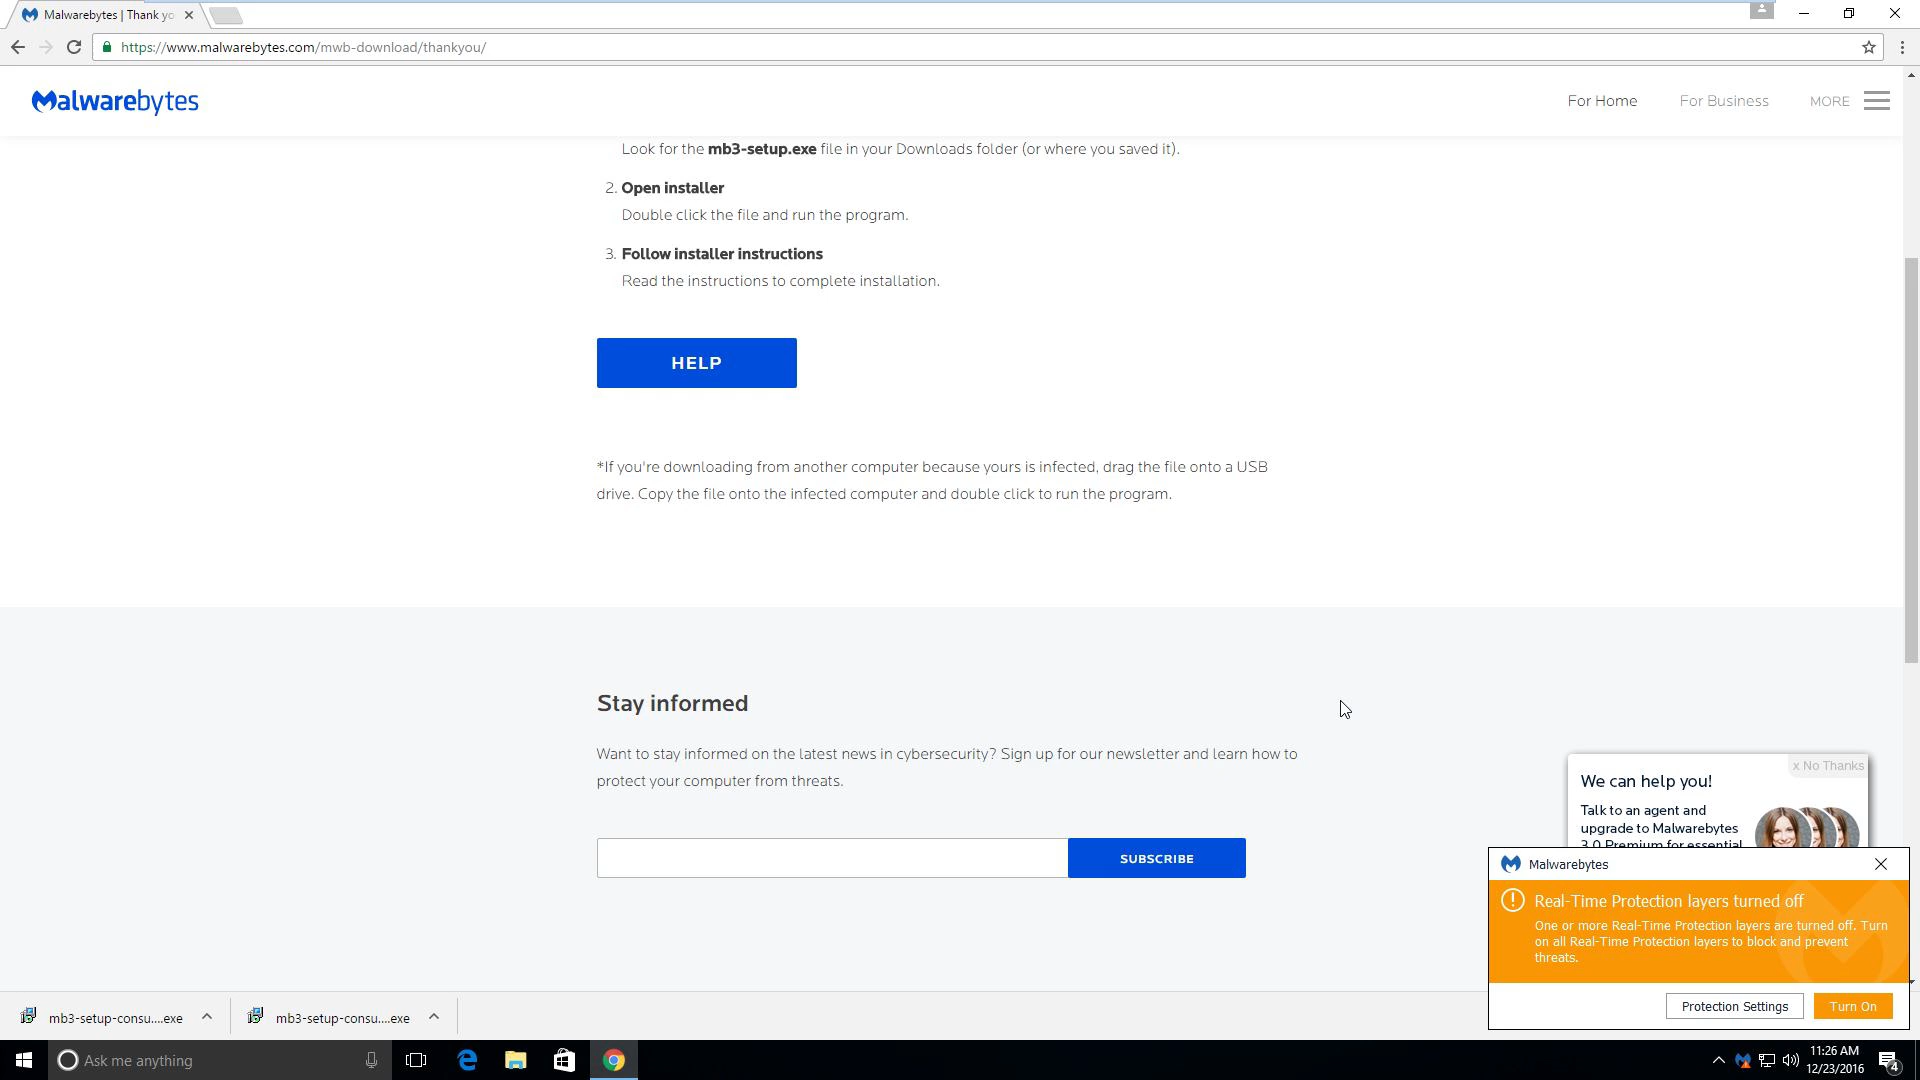 Malwarebytes | Thank yo
https://www.malwarebytes.com/mwb-download/thankyou/
Malwarebytes
For Home
For Business
MORE
Look for the mb3-setup.exe file in your Downloads folder (or where you saved it).
2. Open installer
Double click the file and run the program.
3. Follow installer instructions
Read the instructions to complete installation.
HELP
*If you're downloading from another computer because yours is infected, drag the file onto a USB
drive. Copy the file onto the infected computer and double click to run the program.
Stay informed
Want to stay informed on the latest news in cybersecurity? Sign up for our newsletter and learn how to
protect your computer from threats.
SUBSCRIBE
x No Thanks
We can help you!
Talk to an agent and
upgrade to Malwarebytes
3.0 Premium for essential
Malwarebytes
Real-Time Protection layers turned off
One or more Real-Time Protection layers are turned off. Turn
on all Real-Time Protection layers to block and prevent
threats.
Protection Settings
Turn On
mb3-setup-consu....exe
mb3-setup-consu....exe
Ask me anything
11:26 AM
12/23/2016
4